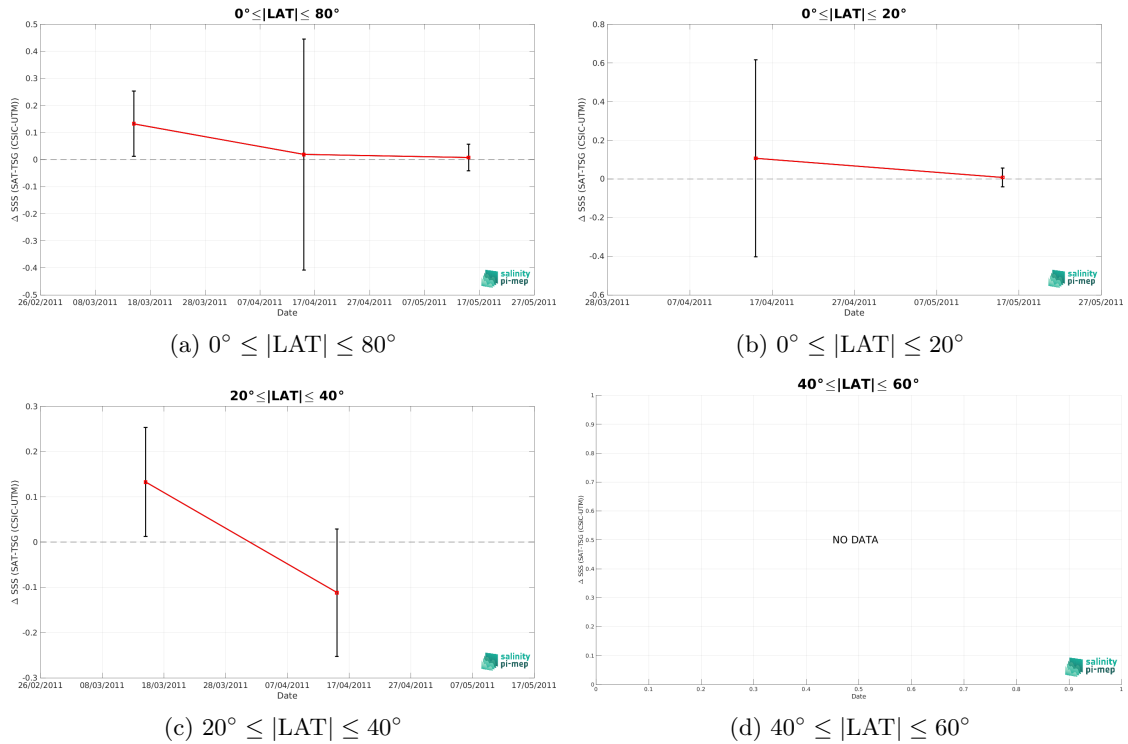 0°≤|LAT|≤ 80°
0.5
0.4
0.3
0.2
0.1
0
-0.1
-0.2
-0.3
-0.4
-0.5
Δ SSS (SAT-TSG (CSIC-UTM))
26/02/2011 08/03/2011 18/03/2011 28/03/2011 07/04/2011 17/04/2011 27/04/2011 07/05/2011 17/05/2011 27/05/2011
Date
salinity
pi-mep
(a) 0° ≤ |LAT| ≤ 80°
0°≤|LAT|≤ 20°
0.8
0.6
0.4
0.2
0
-0.2
-0.4
-0.6
Δ SSS (SAT-TSG (CSIC-UTM))
28/03/2011 07/04/2011 17/04/2011 27/04/2011 07/05/2011 17/05/2011 27/05/2011
Date
salinity
pi-mep
(b) 0° ≤ |LAT| ≤ 20°
20°≤|LAT|≤ 40°
0.3
0.2
0.1
0
-0.1
-0.2
-0.3
Δ SSS (SAT-TSG (CSIC-UTM))
26/02/2011 08/03/2011 18/03/2011 28/03/2011 07/04/2011 17/04/2011 27/04/2011 07/05/2011 17/05/2011
Date
salinity
pi-mep
(c) 20° ≤ |LAT| ≤ 40°
40°≤|LAT|≤ 60°
1
0.9
0.8
0.7
0.6
0.5
0.4
0.3
0.2
0.1
0
Δ SSS (SAT-TSG (CSIC-UTM))
NO DATA
0 0.1 0.2 0.3 0.4 0.5 0.6 0.7 0.8 0.9 1
Date
salinity
pi-mep
(d) 40° ≤ |LAT| ≤ 60°